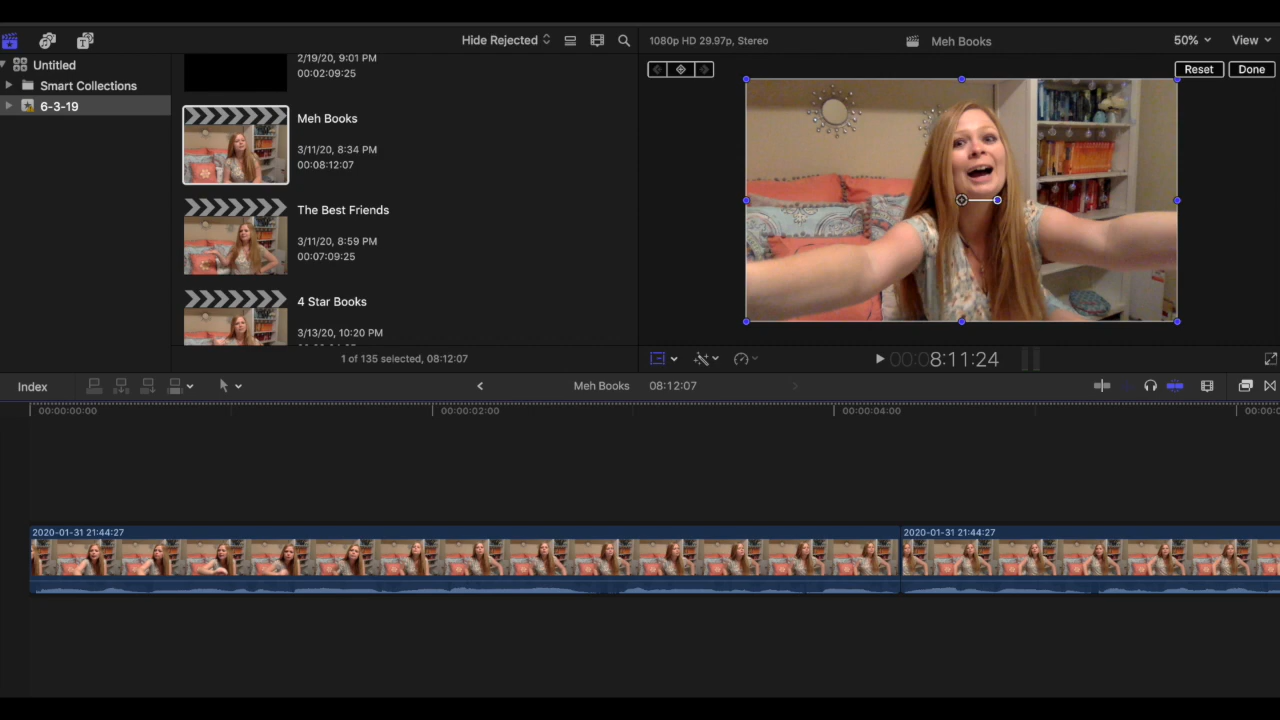 Hide Rejected
1080p HD 29.97p, Stereo
Meh Books
50%
View
Untitled
Smart Collections
6-3-19
2/19/20, 9:01 PM
00:02:09:25
Meh Books
3/11/20, 8:34 PM
00:08:12:07
The Best Friends
3/11/20, 8:59 PM
00:07:09:25
4 Star Books
3/13/20, 10:20 PM
1 of 135 selected, 08:12:07
Reset
Done
00:08:11:24
Index
Meh Books
08:12:07
00:00:00:00
00:00:02:00
00:00:04:00
2020-01-31 21:44:27
2020-01-31 21:44:27